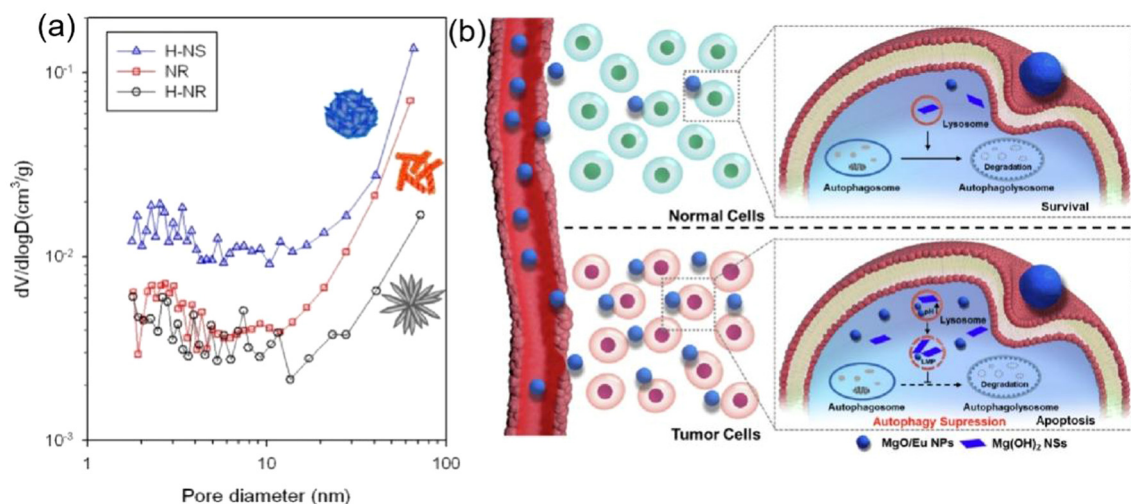 (a)
H-NS
NR
H-NR
10⁻¹
10⁻²
10⁻³
dV/dlogD(cm³/g)
1
10
100
Pore diameter (nm)
(b)
Lysosome
Autophagosome
Degradation
Autophagolysosome
Survival
Normal Cells
pH
Lysosome
LMP
Autophagosome
Degradation
Autophagolysosome
Autophagy Supression
Apoptosis
Tumor Cells
MgO/Eu NPs
Mg(OH)₂ NSs